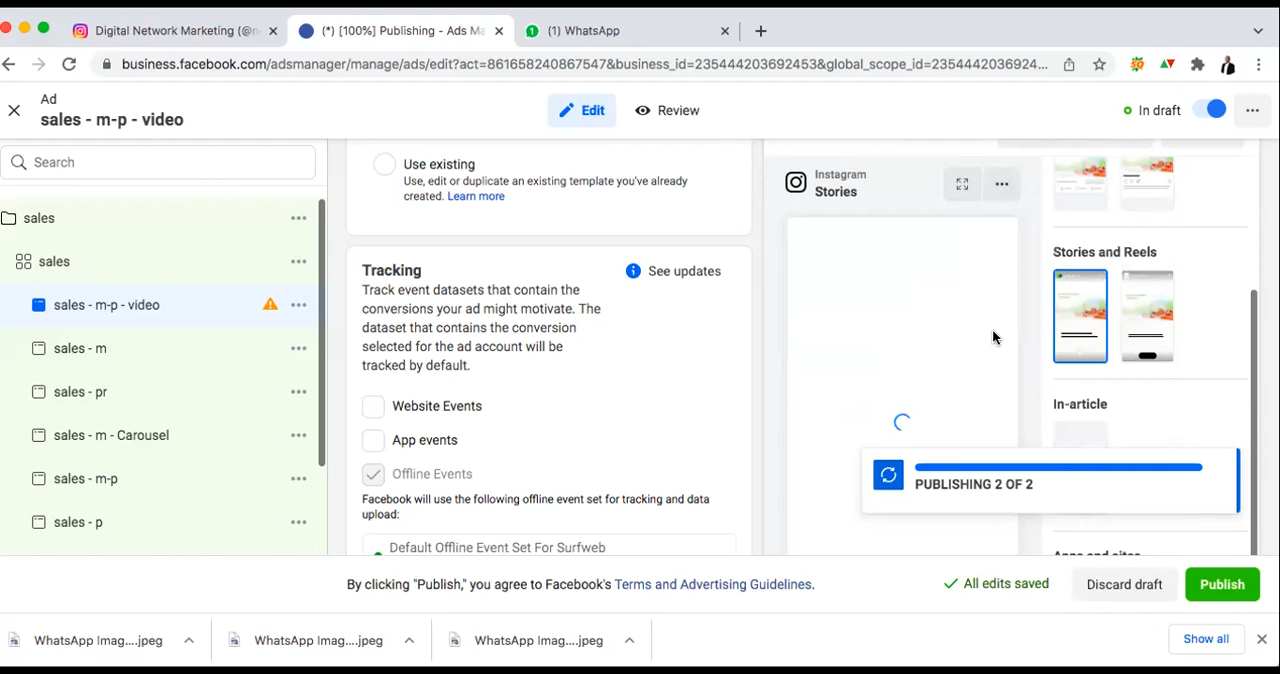 Digital Network Marketing (@n
(*) [100%] Publishing - Ads Ma
(1) WhatsApp
business.facebook.com/adsmanager/manage/ads/edit?act=861658240867547&business_id=235444203692453&global_scope_id=2354442036924...
Ad
sales - m-p - video
Edit
Review
In draft
Search
sales
sales
sales - m-p - video
sales - m
sales - pr
sales - m - Carousel
sales - m-p
sales - p
Use existing
Use, edit or duplicate an existing template you've already
created. Learn more
Tracking
See updates
Track event datasets that contain the
conversions your ad might motivate. The
dataset that contains the conversion
selected for the ad account will be
tracked by default.
Website Events
App events
Offline Events
Facebook will use the following offline event set for tracking and data
upload:
Default Offline Event Set For Surfweb
Instagram
Stories
Stories and Reels
In-article
PUBLISHING 2 OF 2
Apps and sites
By clicking "Publish," you agree to Facebook's Terms and Advertising Guidelines.
All edits saved
Discard draft
Publish
WhatsApp Imag....jpeg
WhatsApp Imag....jpeg
WhatsApp Imag....jpeg
Show all